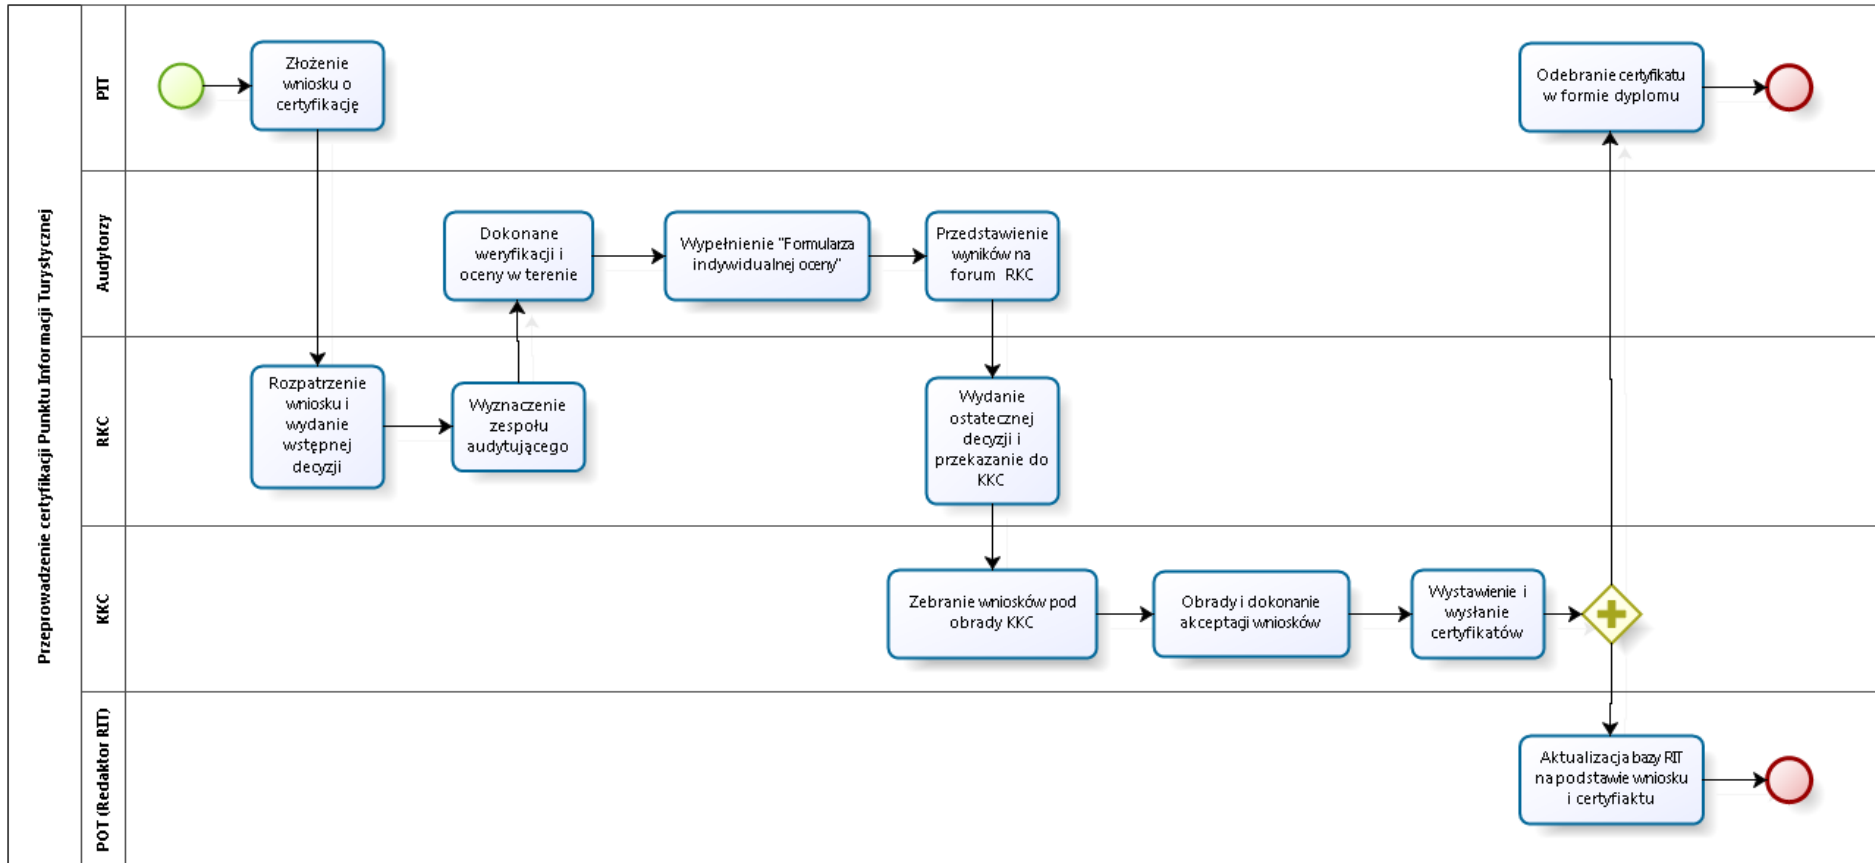 Przeprowadzenie certyfikacji Punktu Informacji Turystycznej
PIT
Złożenie
wniosku o
certyfikację
Odebranie certyfikatu
w formie dyplomu
Audytorzy
Dokonane
weryfikacji i
oceny w terenie
Wypełnienie "Formularza
indywidualnej oceny"
Przedstawienie
wyników na
forum RKC
RKC
Rozpatrzenie
wniosku i
wydanie
wstępnej
decyzji
Wyznaczenie
zespołu
audytującego
Wydanie
ostatecznej
decyzji i
przekazanie do
KKC
KKC
Zebranie wniosków pod
obrady KKC
Obrady i dokonanie
akceptacji wniosków
Wystawienie i
wysłanie
certyfikatów
POT (Redaktor RIT)
Aktualizacja bazy RIT
na podstawie wniosku
i certyfiaktu